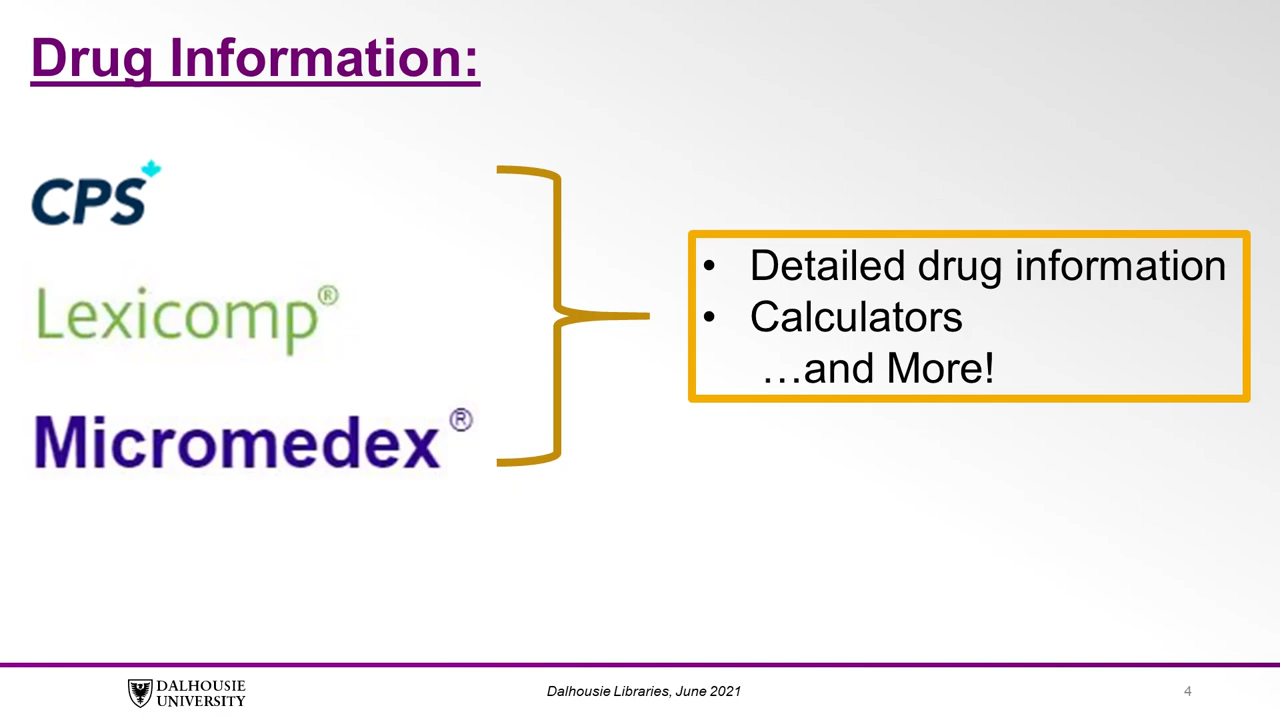 Drug Information:
CPS
Lexicomp®
Micromedex®
• Detailed drug information
• Calculators
…and More!
DALHOUSIE
UNIVERSITY
Dalhousie Libraries, June 2021
4